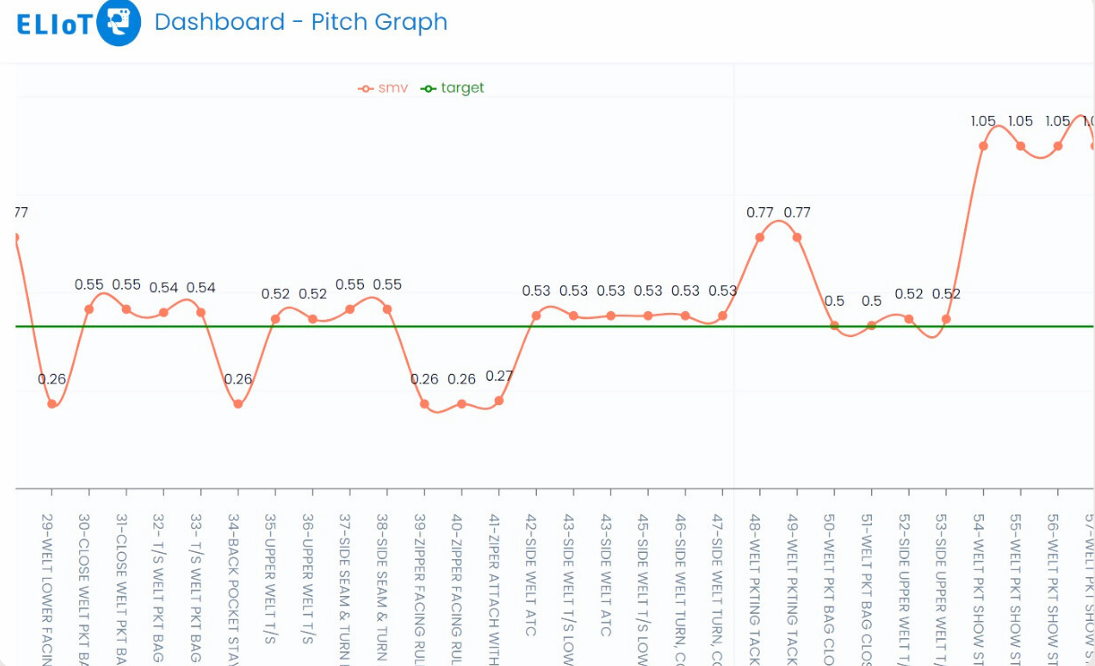 ELIoT Dashboard - Pitch Graph
smv target
77
0.26
0.55
0.55
0.54
0.54
0.26
0.52
0.52
0.55
0.55
0.26
0.26
0.27
0.53
0.53
0.53
0.53
0.53
0.53
0.77
0.77
0.5
0.5
0.52
0.52
1.05
1.05
1.05
1.0
29-WELT LOWER FACIN
30-CLOSE WELT PKT BA
31-CLOSE WELT PKT BA
32- T/S WELT PKT BAG
33- T/S WELT PKT BAG
34-BACK POCKET STAY
35-UPPER WELT T/S
36-UPPER WELT T/S
37-SIDE SEAM & TURN
38-SIDE SEAM & TURN
39-ZIPPER FACING RUL
40-ZIPPER FACING RUL
41-ZIPER ATTACH WITH
42-SIDE WELT ATC
43-SIDE WELT T/S LOW
43-SIDE WELT ATC
45-SIDE WELT T/S LOW
46-SIDE WELT TURN, CO
47-SIDE WELT TURN, CO
48-WELT PKTING TACK
49-WELT PKTING TACK
50-WELT PKT BAG CLO
51-WELT PKT BAG CLOS
52-SIDE UPPER WELT T/
53-SIDE UPPER WELT T/
54-WELT PKT SHOW ST
55-WELT PKT SHOW ST
56-WELT PKT SHOW ST
57-WELT PKT SHOW ST